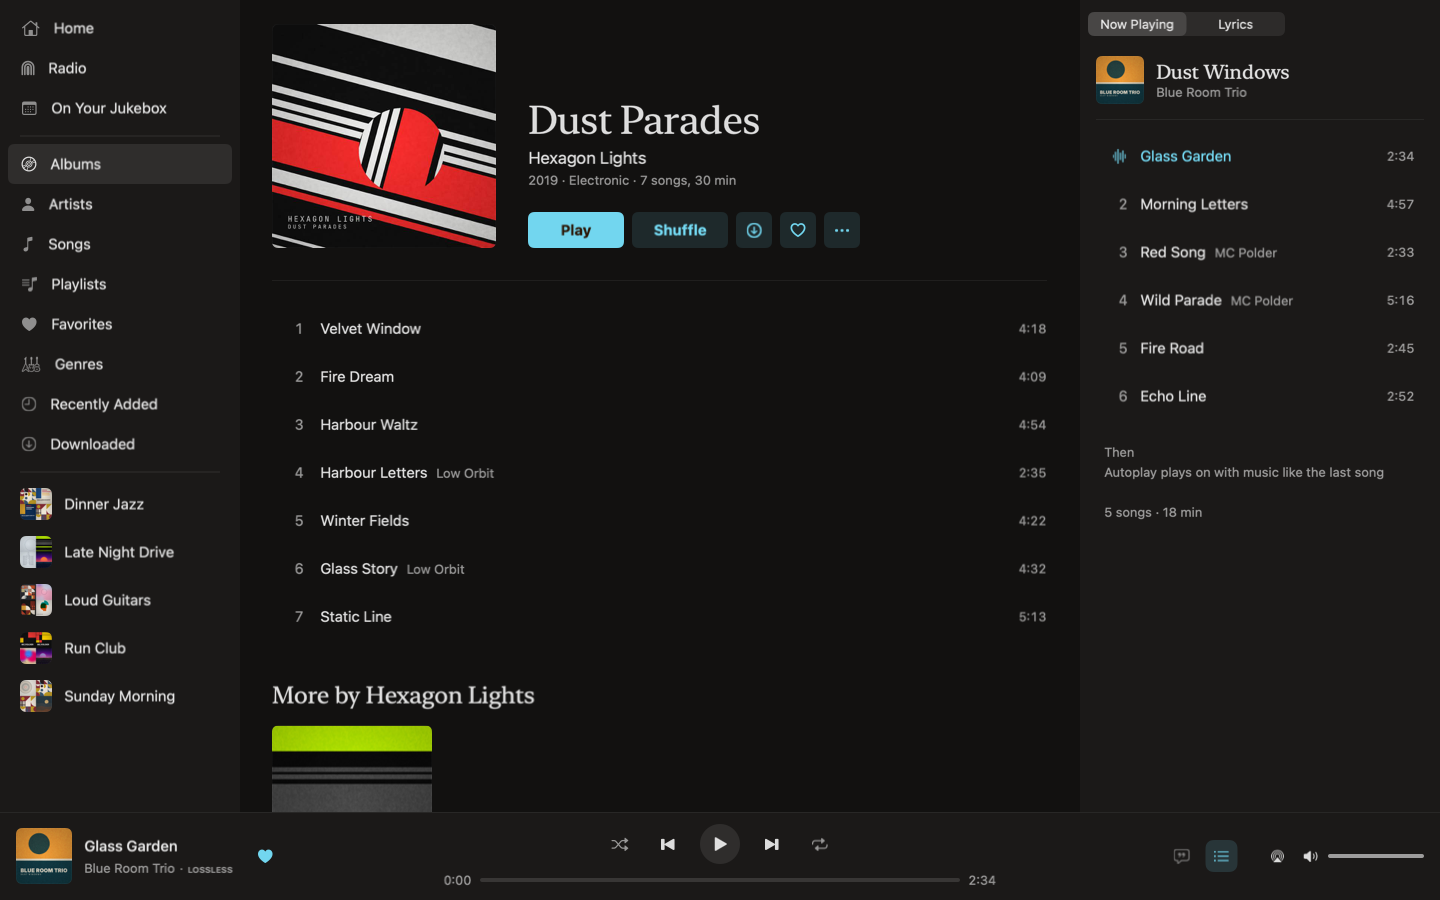 Home
Radio
On Your Jukebox
Albums
Artists
Songs
Playlists
Favorites
Genres
Recently Added
Downloaded
Dinner Jazz
Late Night Drive
Loud Guitars
Run Club
Sunday Morning
HEXAGON LIGHTS
DUST PARADES
Dust Parades
Hexagon Lights
2019 · Electronic · 7 songs, 30 min
Play
Shuffle
1 Velvet Window 4:18
2 Fire Dream 4:09
3 Harbour Waltz 4:54
4 Harbour Letters Low Orbit 2:35
5 Winter Fields 4:22
6 Glass Story Low Orbit 4:32
7 Static Line 5:13
More by Hexagon Lights
Now Playing
Lyrics
BLUE ROOM TRIO
Dust Windows
Blue Room Trio
Glass Garden 2:34
2 Morning Letters 4:57
3 Red Song MC Polder 2:33
4 Wild Parade MC Polder 5:16
5 Fire Road 2:45
6 Echo Line 2:52
Then
Autoplay plays on with music like the last song
5 songs · 18 min
BLUE ROOM TRIO
Glass Garden
Blue Room Trio · LOSSLESS
0:00
2:34